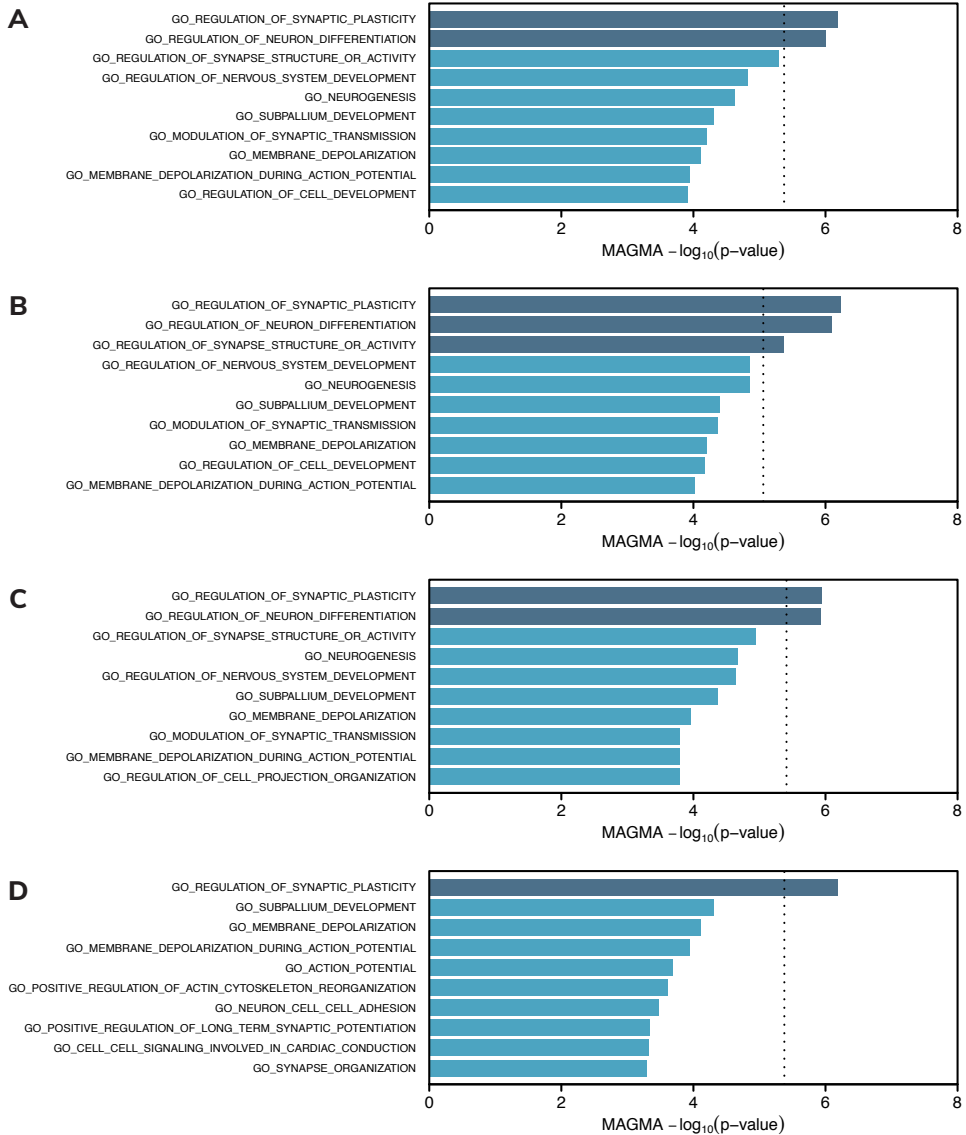 A
GO_REGULATION_OF_SYNAPTIC_PLASTICITY
GO_REGULATION_OF_NEURON_DIFFERENTIATION
GO_REGULATION_OF_SYNAPSE_STRUCTURE_OR_ACTIVITY
GO_REGULATION_OF_NERVOUS_SYSTEM_DEVELOPMENT
GO_NEUROGENESIS
GO_SUBPALLIUM_DEVELOPMENT
GO_MODULATION_OF_SYNAPTIC_TRANSMISSION
GO_MEMBRANE_DEPOLARIZATION
GO_MEMBRANE_DEPOLARIZATION_DURING_ACTION_POTENTIAL
GO_REGULATION_OF_CELL_DEVELOPMENT
0 2 4 6 8
MAGMA −log₁₀(p−value)
B
GO_REGULATION_OF_SYNAPTIC_PLASTICITY
GO_REGULATION_OF_NEURON_DIFFERENTIATION
GO_REGULATION_OF_SYNAPSE_STRUCTURE_OR_ACTIVITY
GO_REGULATION_OF_NERVOUS_SYSTEM_DEVELOPMENT
GO_NEUROGENESIS
GO_SUBPALLIUM_DEVELOPMENT
GO_MODULATION_OF_SYNAPTIC_TRANSMISSION
GO_MEMBRANE_DEPOLARIZATION
GO_REGULATION_OF_CELL_DEVELOPMENT
GO_MEMBRANE_DEPOLARIZATION_DURING_ACTION_POTENTIAL
0 2 4 6 8
MAGMA −log₁₀(p−value)
C
GO_REGULATION_OF_SYNAPTIC_PLASTICITY
GO_REGULATION_OF_NEURON_DIFFERENTIATION
GO_REGULATION_OF_SYNAPSE_STRUCTURE_OR_ACTIVITY
GO_NEUROGENESIS
GO_REGULATION_OF_NERVOUS_SYSTEM_DEVELOPMENT
GO_SUBPALLIUM_DEVELOPMENT
GO_MEMBRANE_DEPOLARIZATION
GO_MODULATION_OF_SYNAPTIC_TRANSMISSION
GO_MEMBRANE_DEPOLARIZATION_DURING_ACTION_POTENTIAL
GO_REGULATION_OF_CELL_PROJECTION_ORGANIZATION
0 2 4 6 8
MAGMA −log₁₀(p−value)
D
GO_REGULATION_OF_SYNAPTIC_PLASTICITY
GO_SUBPALLIUM_DEVELOPMENT
GO_MEMBRANE_DEPOLARIZATION
GO_MEMBRANE_DEPOLARIZATION_DURING_ACTION_POTENTIAL
GO_ACTION_POTENTIAL
GO_POSITIVE_REGULATION_OF_ACTIN_CYTOSKELETON_REORGANIZATION
GO_NEURON_CELL_CELL_ADHESION
GO_POSITIVE_REGULATION_OF_LONG_TERM_SYNAPTIC_POTENTIATION
GO_CELL_CELL_SIGNALING_INVOLVED_IN_CARDIAC_CONDUCTION
GO_SYNAPSE_ORGANIZATION
0 2 4 6 8
MAGMA −log₁₀(p−value)